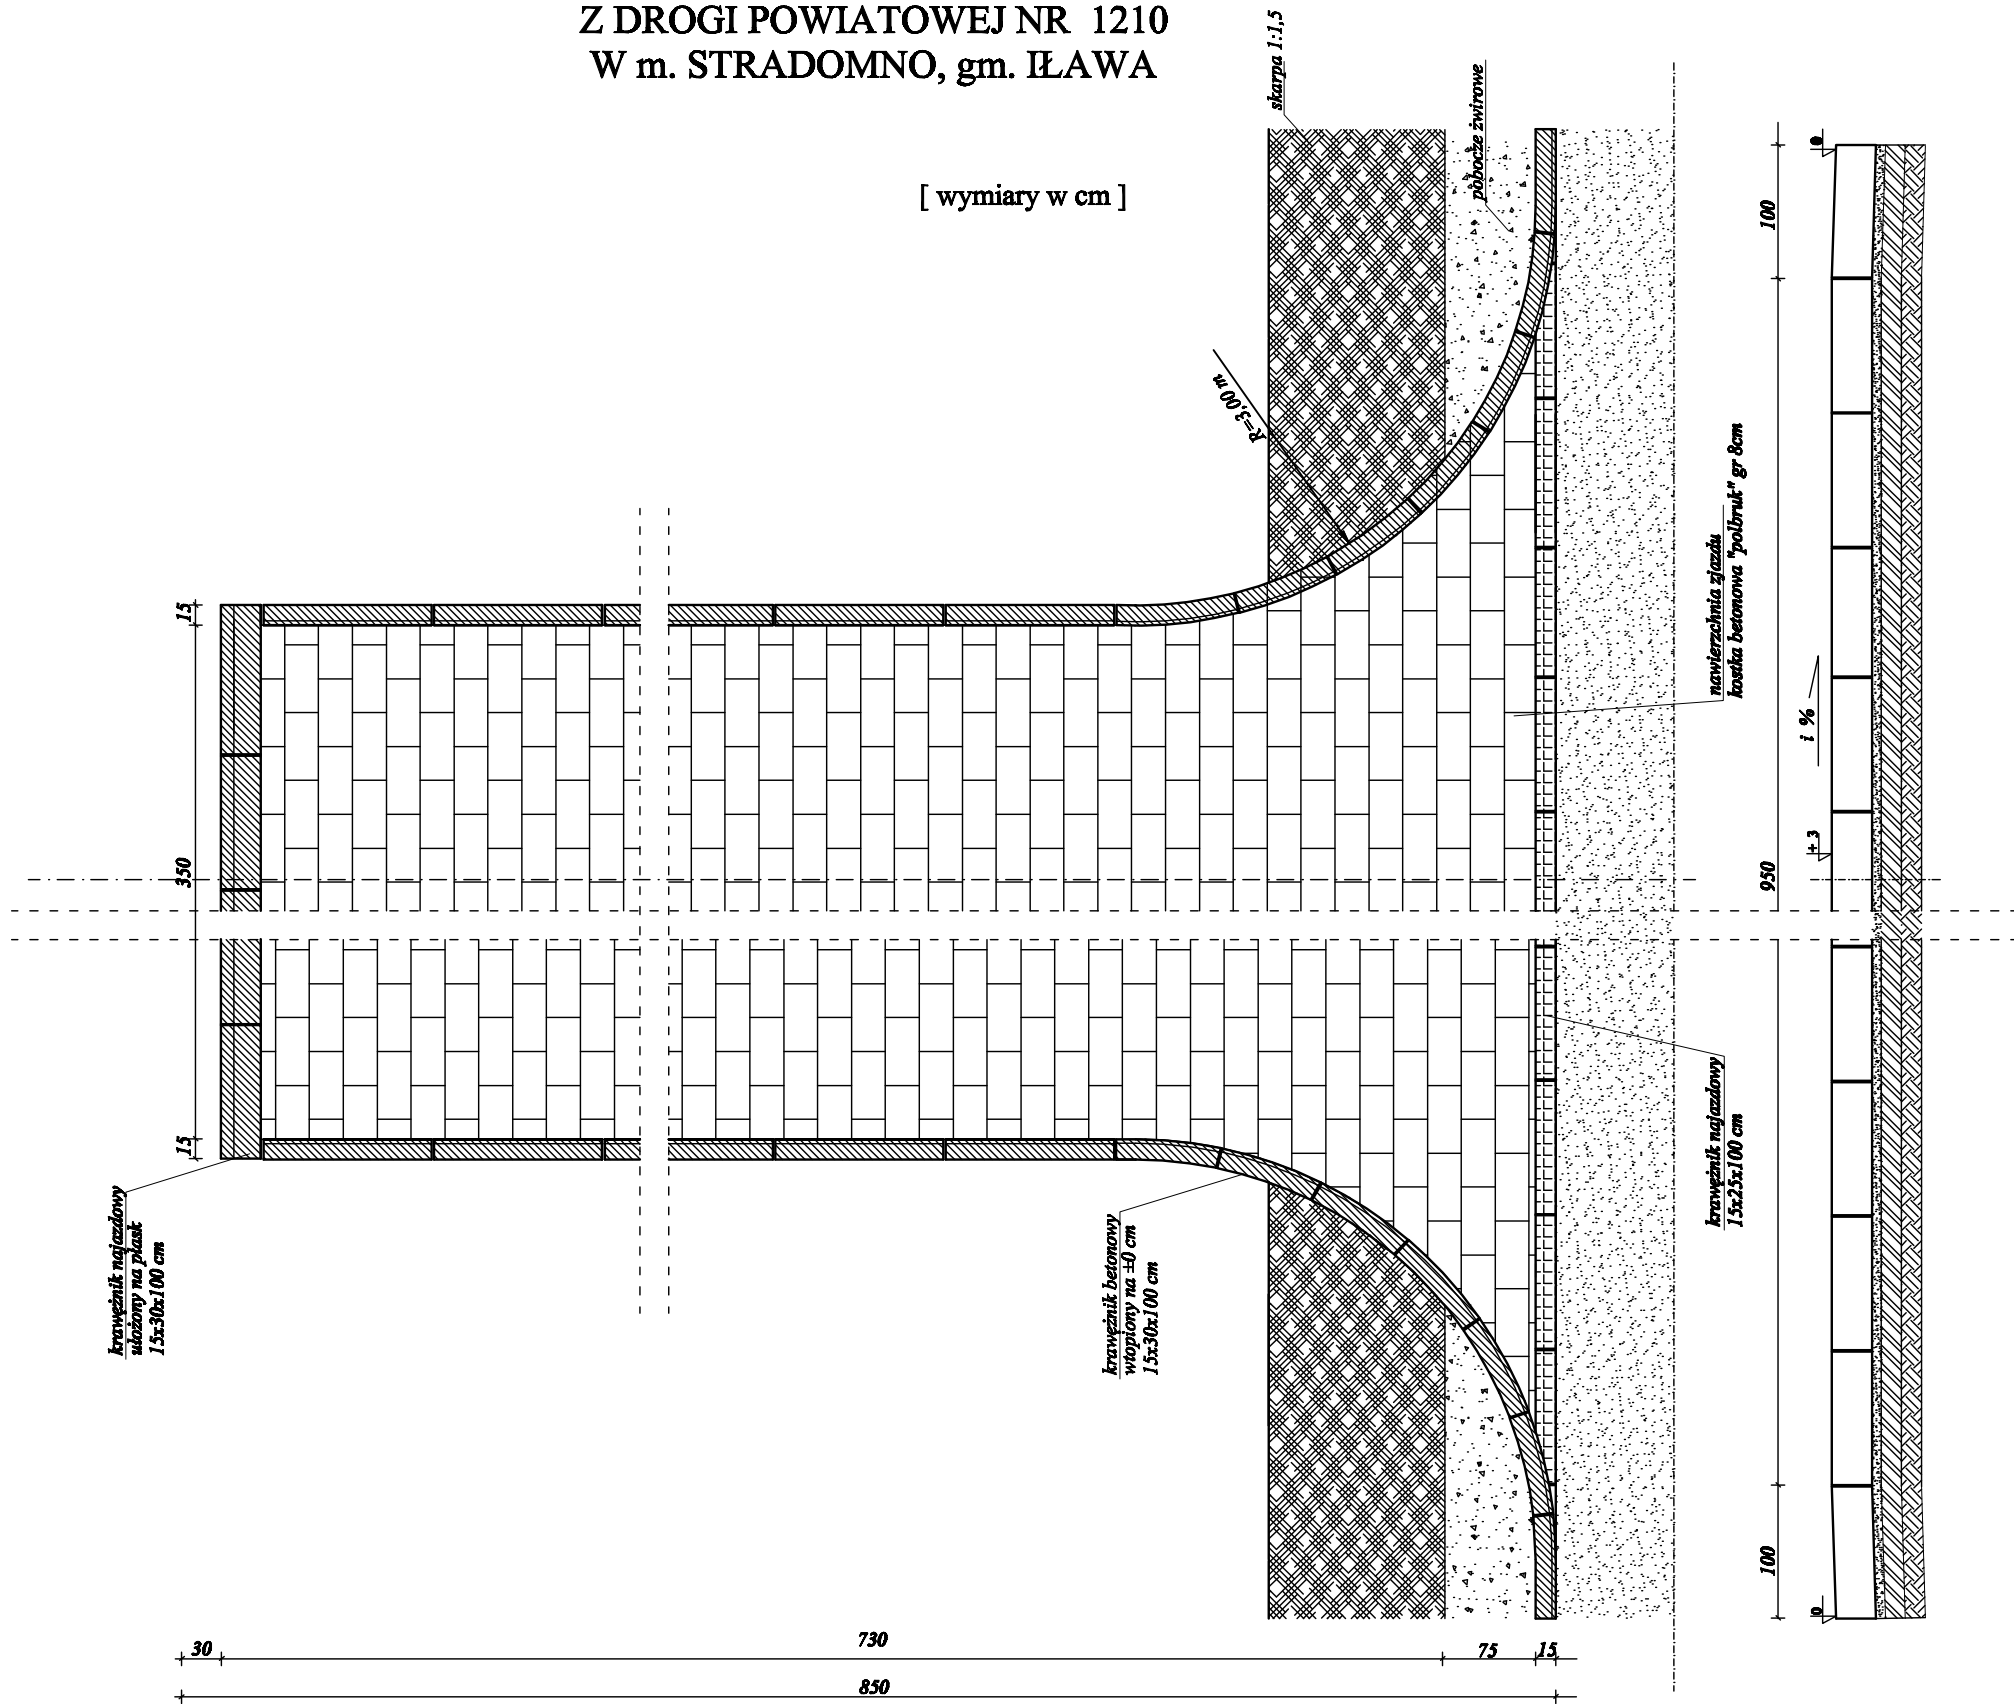 Z DROGI POWIATOWEJ NR 1210
W m. STRADOMNO, gm. IŁAWA
[ wymiary w cm ]
skarpa 1:1,5
pobocze żwirowe
R=3,00 m
nawierzchnia zjazdu
kostka betonowa "polbruk" gr 8cm
krawężnik najazdowy
15x25x100 cm
krawężnik betonowy
wtopiony na ±0 cm
15x30x100 cm
krawężnik najazdowy
ułożony na płask
15x30x100 cm
15
350
15
100
950
100
0
i %
+ 3
0
30
730
75
15
850